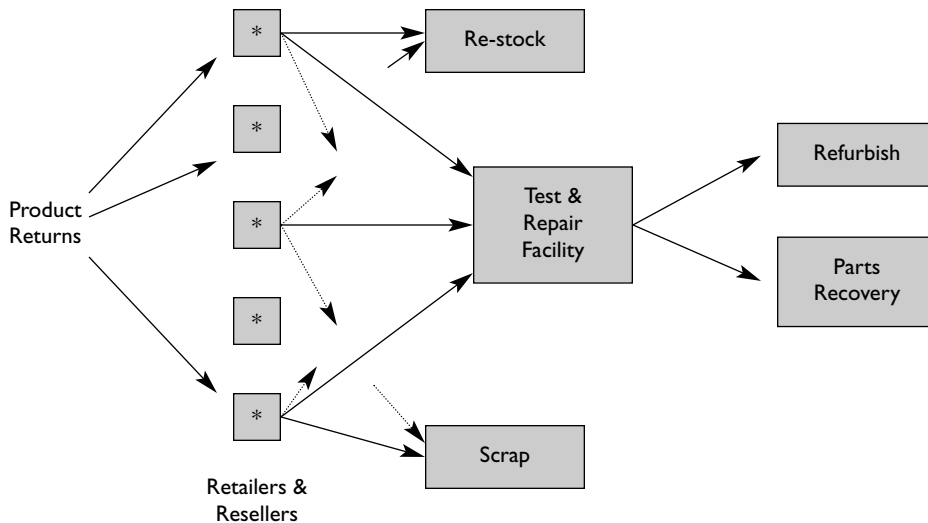 *
Re-stock
*
Refurbish
Product
Returns
*
Test &
Repair
Facility
Parts
Recovery
*
*
Scrap
Retailers &
Resellers